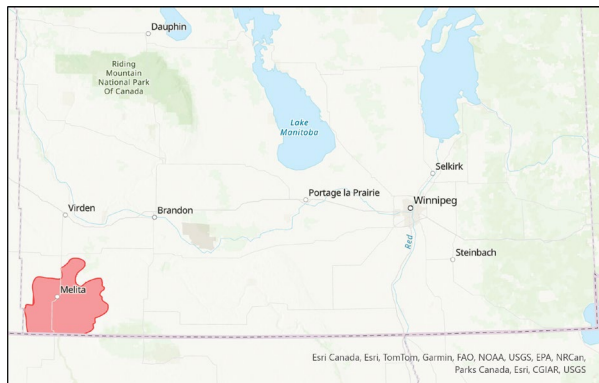 Dauphin
Riding
Mountain
National Park
Of Canada
Lake
Manitoba
Selkirk
Portage la Prairie
Winnipeg
Virden
Brandon
Red
Steinbach
Melita
Esri Canada, Esri, TomTom, Garmin, FAO, NOAA, USGS, EPA, NRCan,
Parks Canada, Esri, CGIAR, USGS